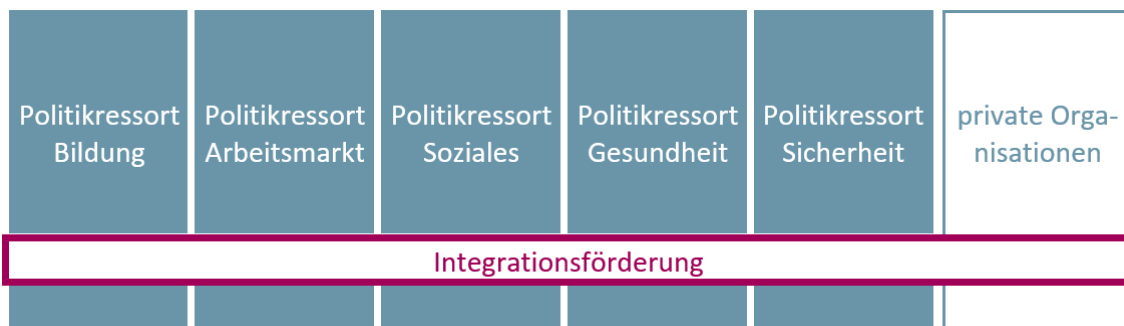 Politikressort
Bildung
Politikressort
Arbeitsmarkt
Politikressort
Soziales
Politikressort
Gesundheit
Politikressort
Sicherheit
private Orga-
nisationen
Integrationsförderung